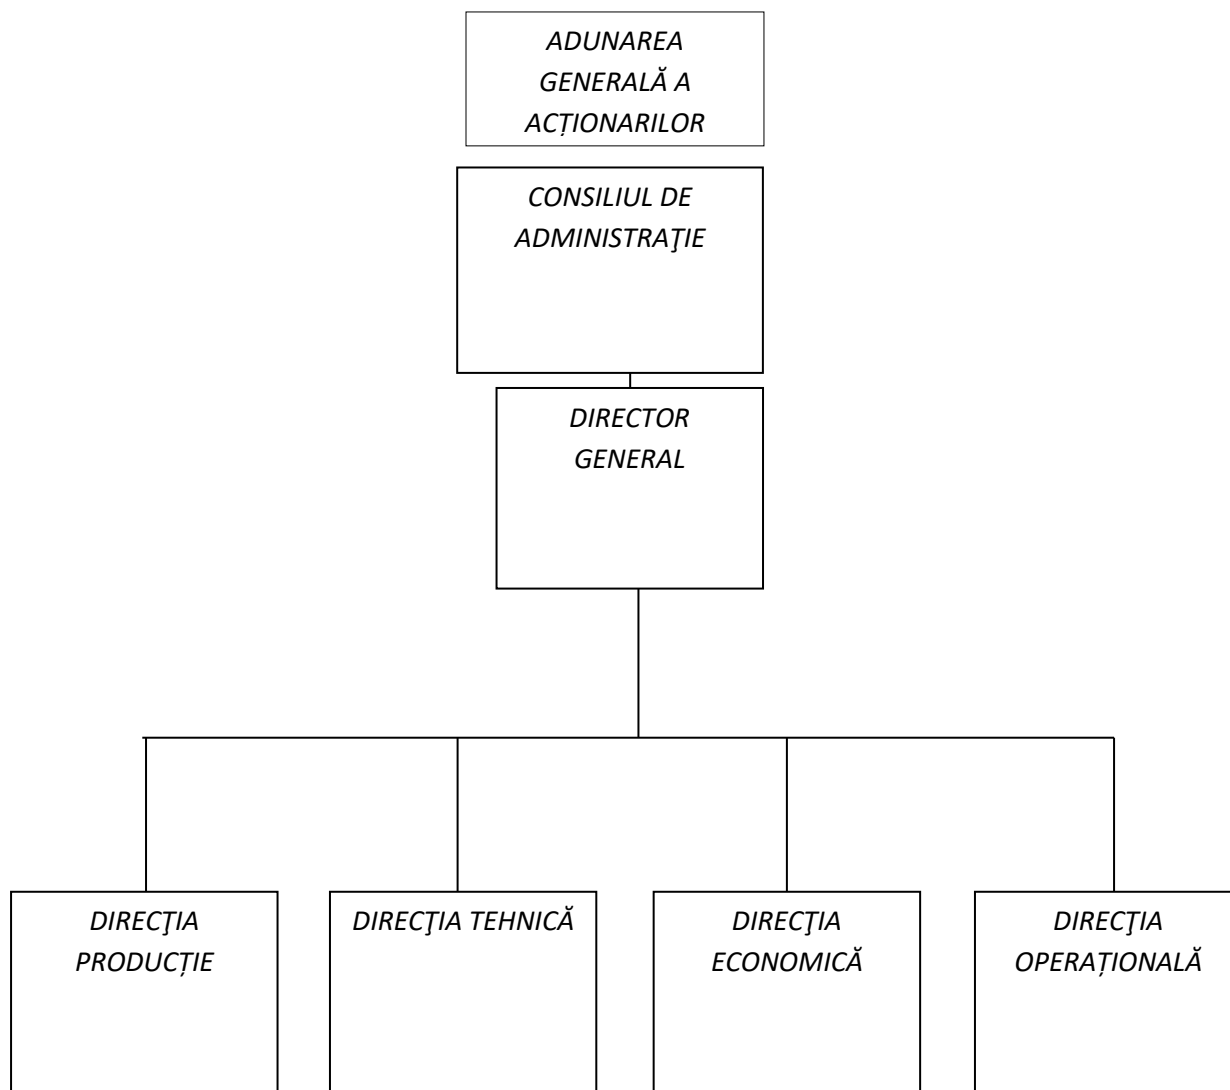 ADUNAREA
GENERALĂ A
ACȚIONARILOR
CONSILIUL DE
ADMINISTRAŢIE
DIRECTOR
GENERAL
DIRECŢIA
PRODUCȚIE
DIRECŢIA TEHNICĂ
DIRECŢIA
ECONOMICĂ
DIRECŢIA
OPERAȚIONALĂ